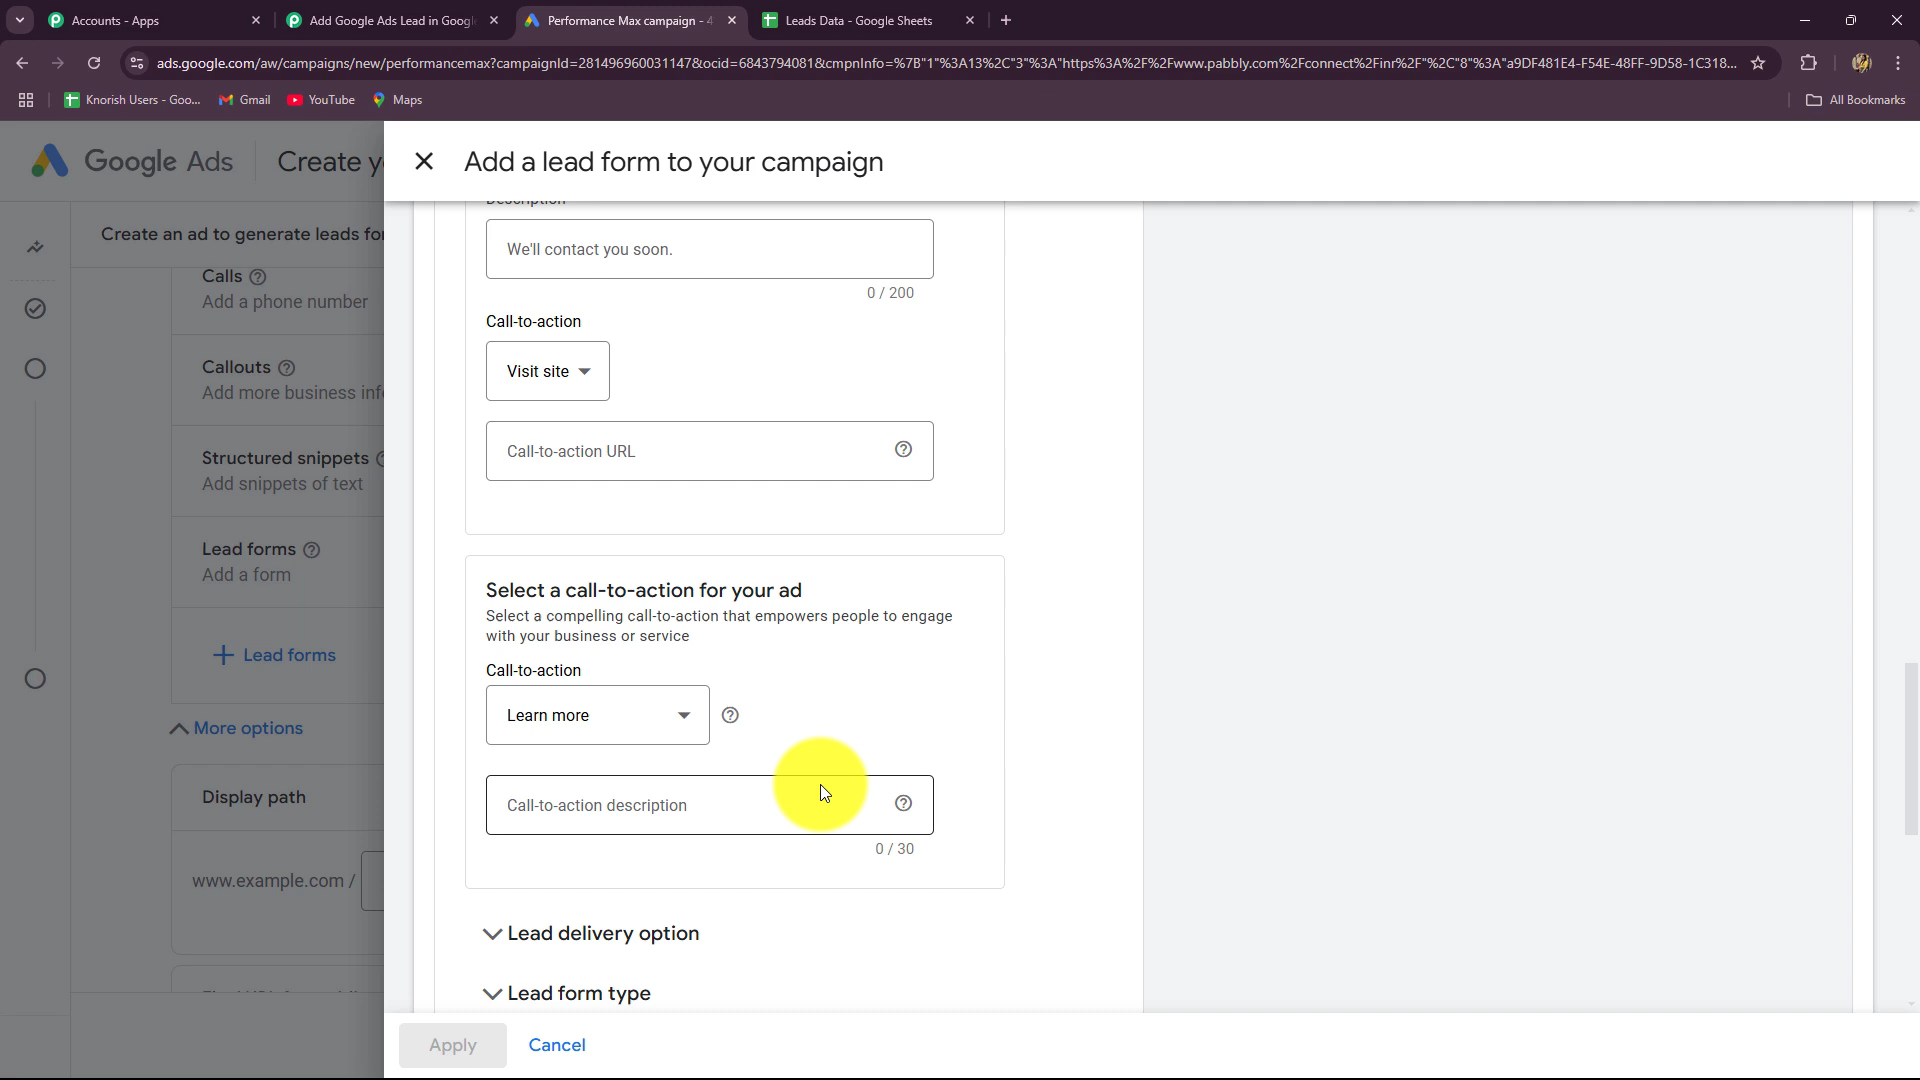 Accounts - Apps
Add Google Ads Lead in Googl
Performance Max campaign - 4
Leads Data - Google Sheets
ads.google.com/aw/campaigns/new/performancemax?campaignId=281496960031147&ocid=6843794081&cmpnInfo=%7B"1"%3A13%2C"3"%3A"https%3A%2F%2Fwww.pabbly.com%2Fconnect%2Finr%2F"%2C"8"%3A"a9DF481E4-F54E-48FF-9D58-1C318...
Knorish Users - Goo...
Gmail
YouTube
Maps
All Bookmarks
Google Ads
Create yo
Add a lead form to your campaign
Create an ad to generate leads for
Calls
Add a phone number
Callouts
Add more business info
Structured snippets
Add snippets of text
Lead forms
Add a form
Lead forms
More options
Display path
www.example.com /
Description
We'll contact you soon.
0 / 200
Call-to-action
Visit site
Call-to-action URL
Select a call-to-action for your ad
Select a compelling call-to-action that empowers people to engage
with your business or service
Call-to-action
Learn more
Call-to-action description
0 / 30
Lead delivery option
Lead form type
Apply
Cancel